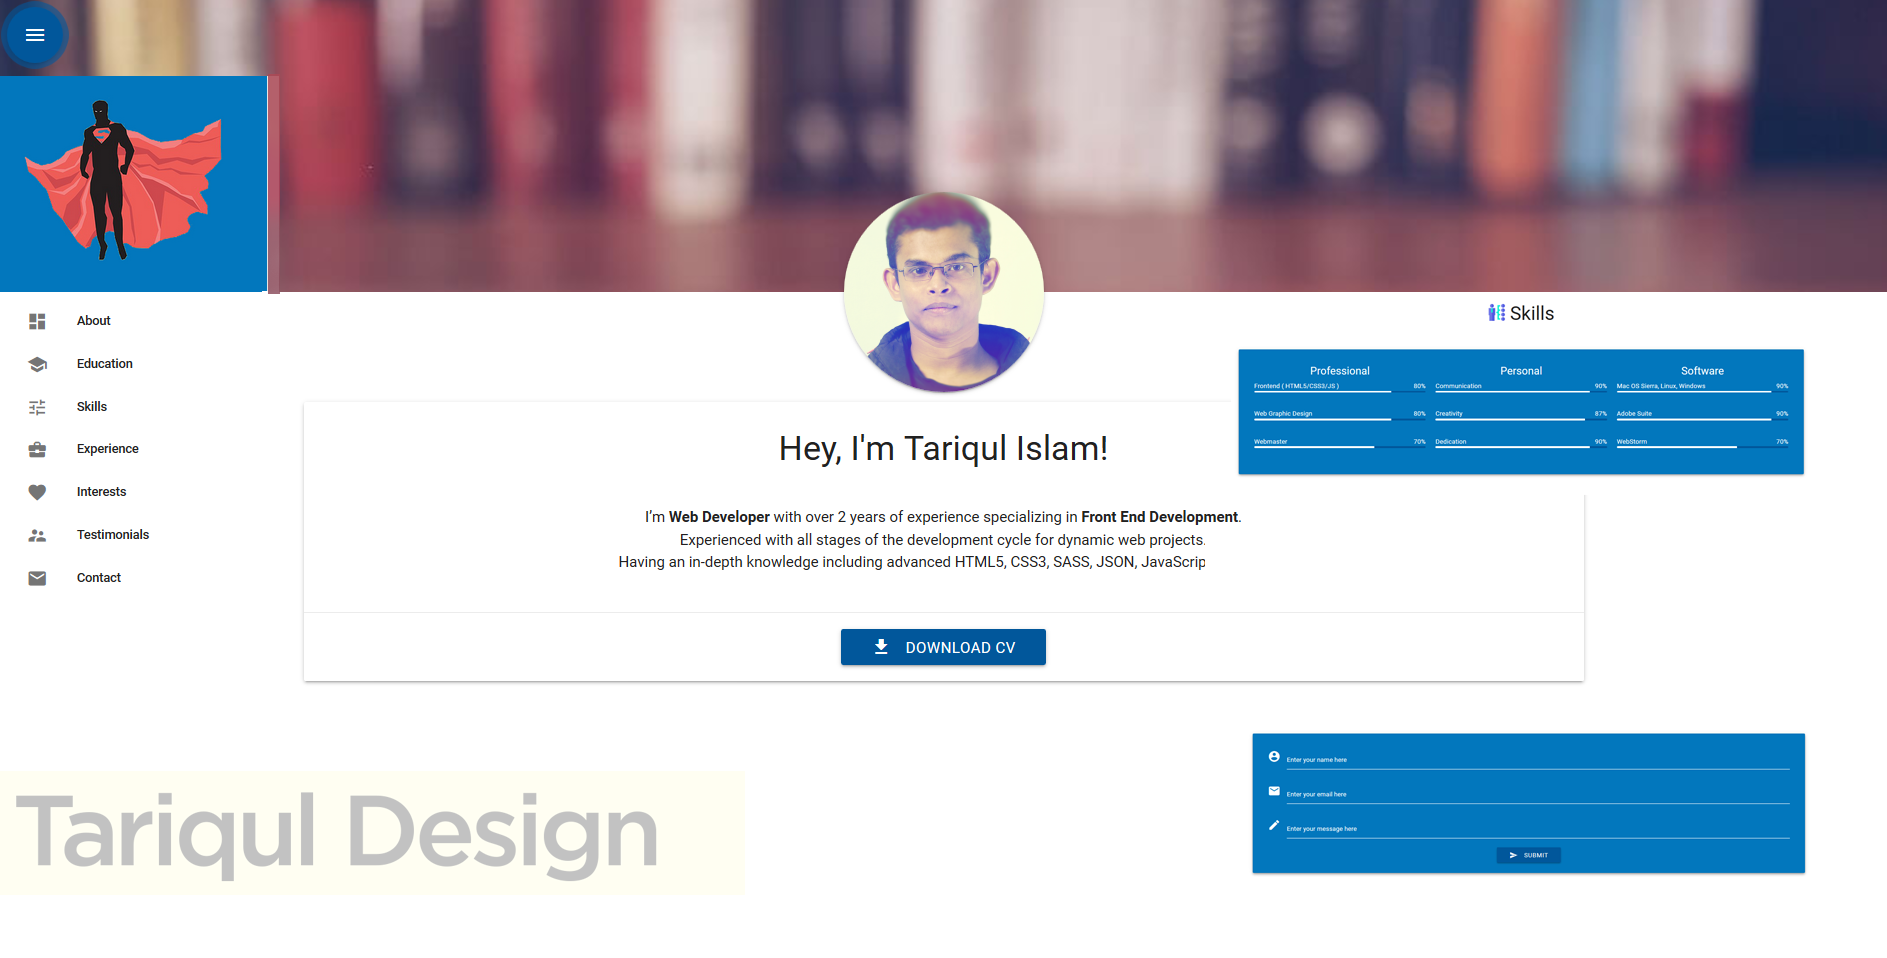 About
Education
Skills
Experience
Interests
Testimonials
Contact
Hey, I'm Tariqul Islam!
I'm Web Developer with over 2 years of experience specializing in Front End Development.
Experienced with all stages of the development cycle for dynamic web projects.
Having an in-depth knowledge including advanced HTML5, CSS3, SASS, JSON, JavaScrip
DOWNLOAD CV
Skills
Professional
Frontend ( HTML5/CSS3/JS ) 80%
Web Graphic Design 80%
Webmaster 70%
Personal
Communication 90%
Creativity 87%
Dedication 90%
Software
Mac OS Sierra, Linux, Windows 90%
Adobe Suite 90%
WebStorm 70%
Enter your name here
Enter your email here
Enter your message here
SUBMIT
Tariqul Design